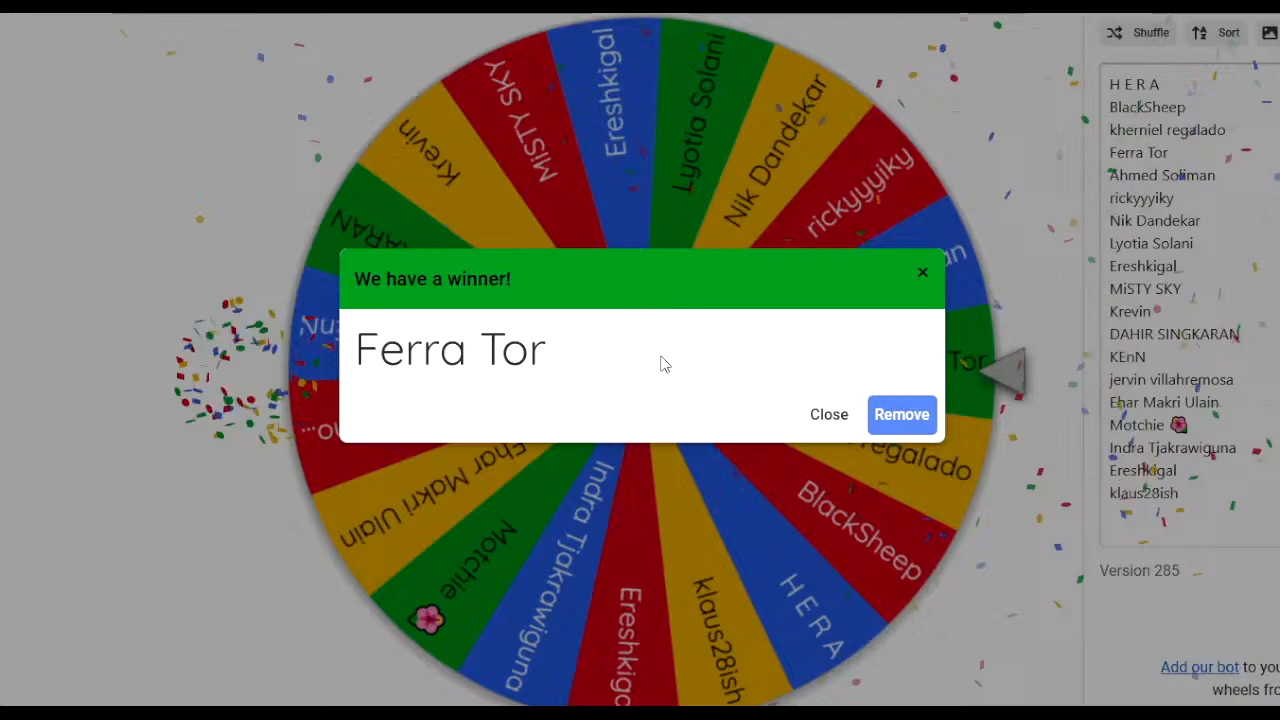 Shuffle
Sort
H E R A
BlackSheep
kherniel regalado
Ferra Tor
Ahmed Soliman
rickyyyiky
Nik Dandekar
Lyotia Solani
Ereshkigal
MiSTY SKY
Krevin
DAHIR SINGKARAN
KEnN
jervin villahremosa
Ehar Makri Ulain
Motchie 🌺
Indra Tjakrawiguna
Ereshkigal
klaus28ish
Version 285
Add our bot to you
wheels fro
We have a winner!
×
Ferra Tor
Close
Remove
Krevin
MiSTY SKY
Ereshkigal
Lyotia Solani
Nik Dandekar
rickyyyiky
an
Tor
regalado
BlackSheep
H E R A
klaus28ish
Ereshkiga
Indra Tjakrawiguna
Motchie 🌺
Ehar Makri Ulain